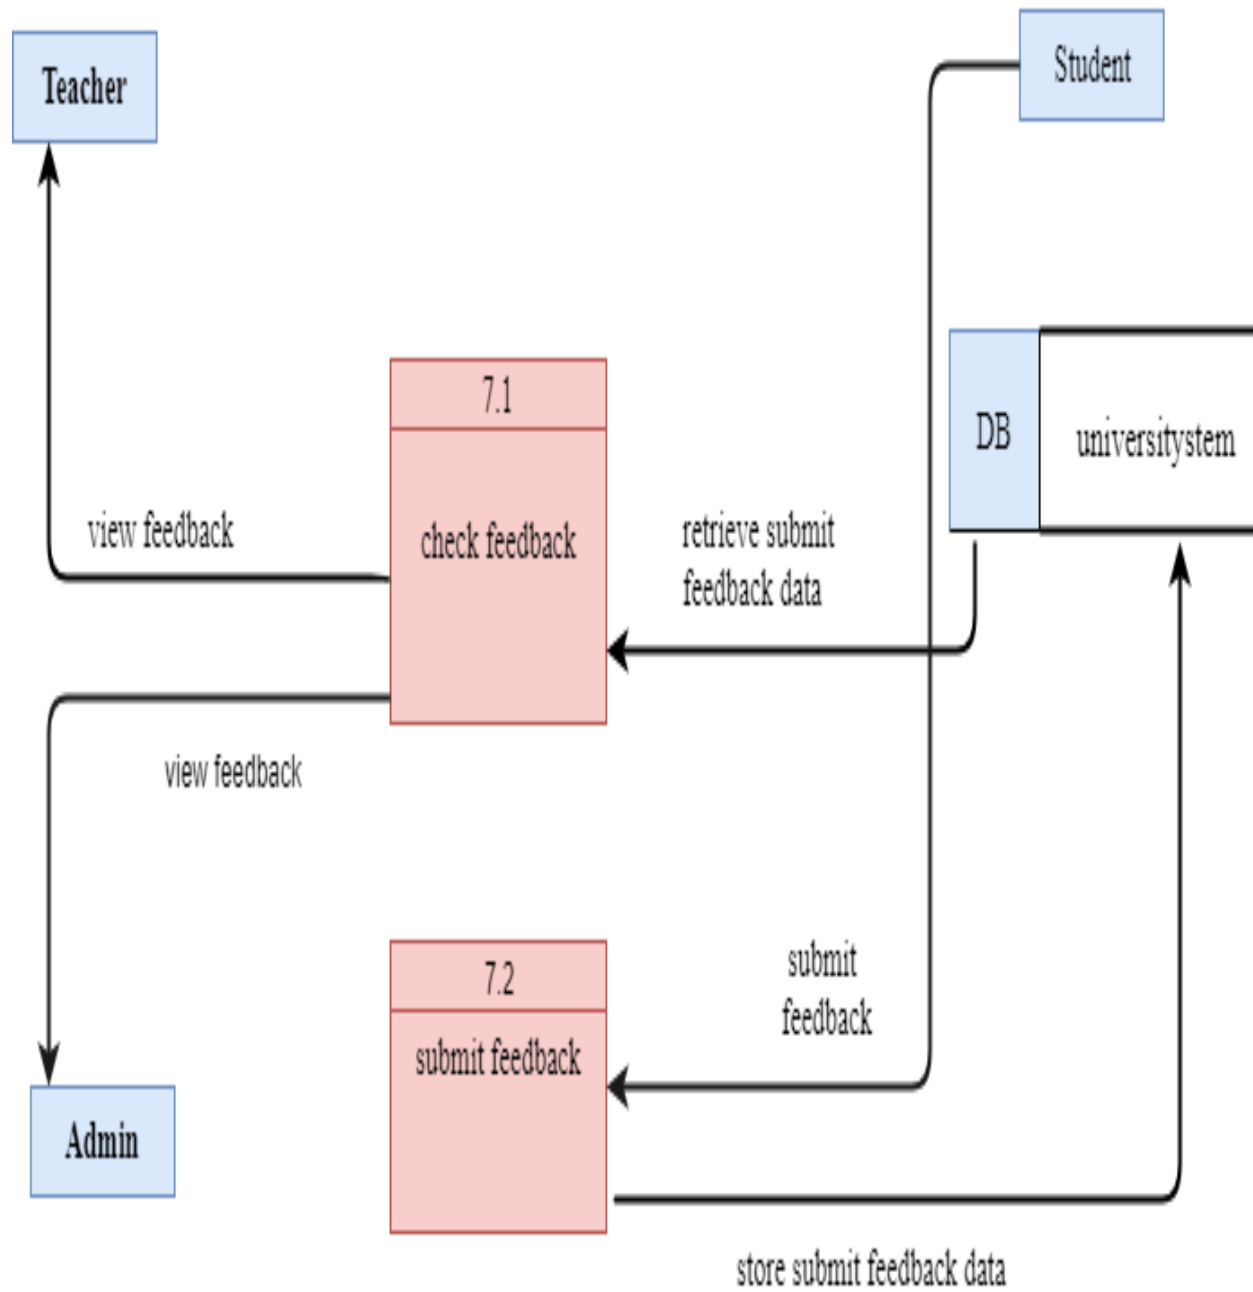 Teacher
Student
7.1
check feedback
DB
universitystem
view feedback
retrieve submit
feedback data
view feedback
7.2
submit feedback
submit
feedback
Admin
store submit feedback data